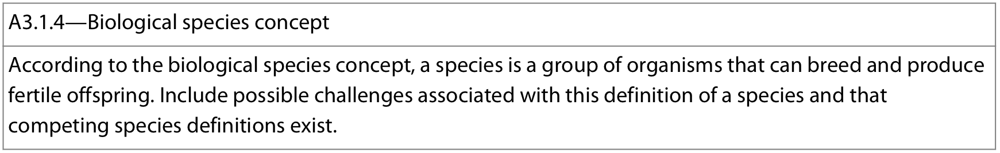 A3.1.4—Biological species concept
According to the biological species concept, a species is a group of organisms that can breed and produce
fertile offspring. Include possible challenges associated with this definition of a species and that
competing species definitions exist.